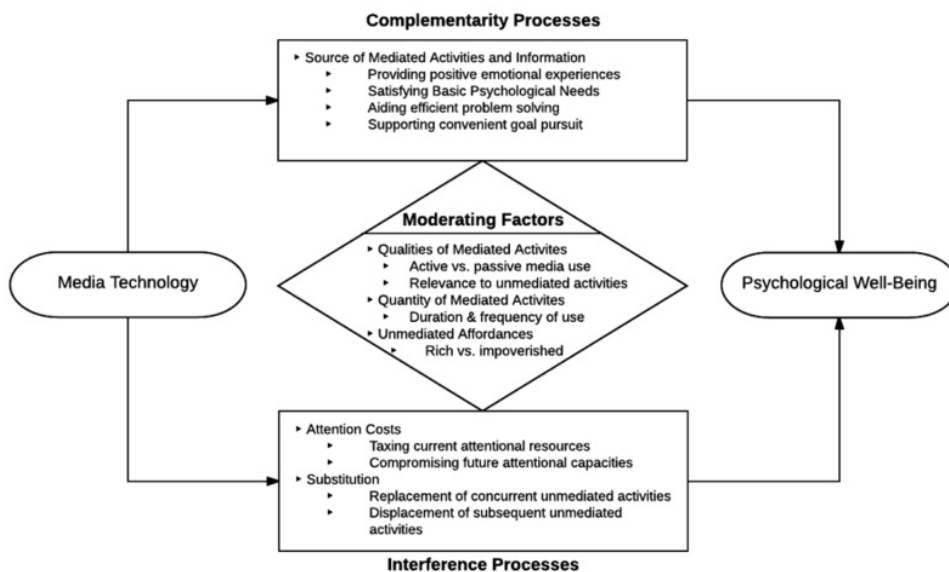 Complementarity Processes
‣ Source of Mediated Activities and Information
‣ Providing positive emotional experiences
‣ Satisfying Basic Psychological Needs
‣ Aiding efficient problem solving
‣ Supporting convenient goal pursuit
Moderating Factors
‣ Qualities of Mediated Activites
‣ Active vs. passive media use
‣ Relevance to unmediated activities
‣ Quantity of Mediated Activites
‣ Duration & frequency of use
‣ Unmediated Affordances
‣ Rich vs. impoverished
Media Technology
Psychological Well-Being
‣ Attention Costs
‣ Taxing current attentional resources
‣ Compromising future attentional capacities
‣ Substitution
‣ Replacement of concurrent unmediated activities
‣ Displacement of subsequent unmediated
activities
Interference Processes